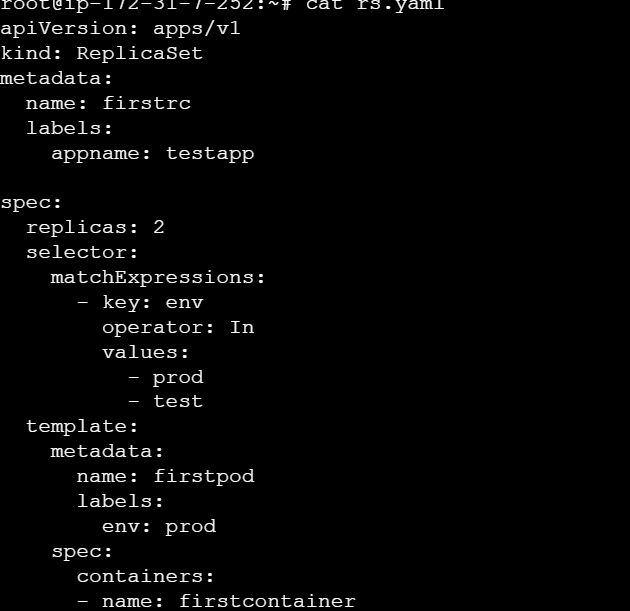 root@ip-172-31-7-252:~# cat rs.yaml
apiVersion: apps/v1
kind: ReplicaSet
metadata:
  name: firstrc
  labels:
    appname: testapp

spec:
  replicas: 2
  selector:
    matchExpressions:
      - key: env
        operator: In
        values:
          - prod
          - test
  template:
    metadata:
      name: firstpod
      labels:
        env: prod
    spec:
      containers:
      - name: firstcontainer